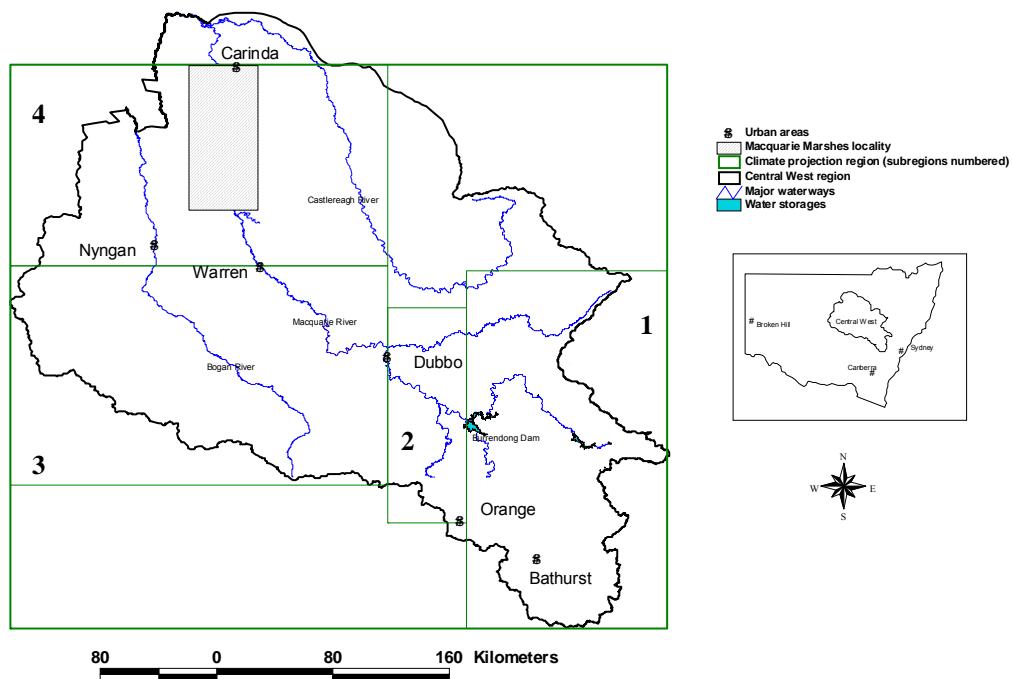 Carinda
4
Castlereagh River
Nyngan
Warren
1
Macquarie River
Dubbo
Bogan River
2
Burrendong Dam
3
Orange
Bathurst
80 0 80 160 Kilometers
Urban areas
Macquarie Marshes locality
Climate projection region (subregions numbered)
Central West region
Major waterways
Water storages
Central West
Broken Hill
Sydney
Canberra
N
W E
S